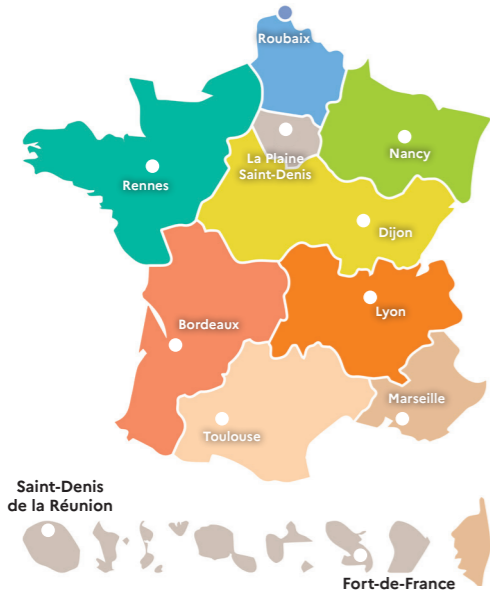 Roubaix
La Plaine
Saint-Denis
Nancy
Rennes
Dijon
Lyon
Bordeaux
Marseille
Toulouse
Saint-Denis
de la Réunion
Fort-de-France